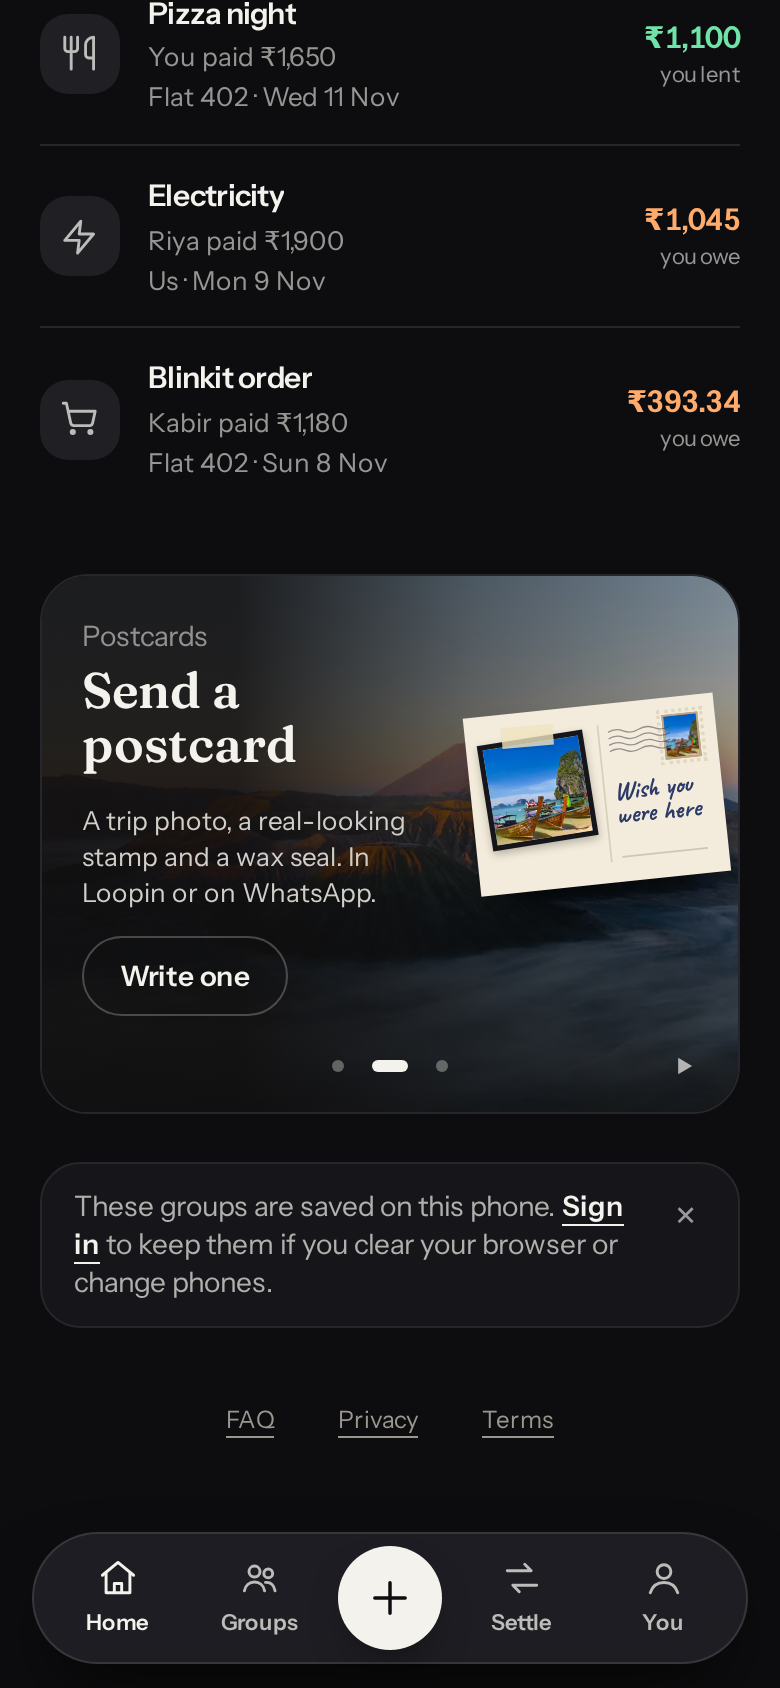 Pizza night
You paid ₹1,650
Flat 402 · Wed 11 Nov
₹1,100
you lent
Electricity
Riya paid ₹1,900
Us · Mon 9 Nov
₹1,045
you owe
Blinkit order
Kabir paid ₹1,180
Flat 402 · Sun 8 Nov
₹393.34
you owe
Postcards
Send a
postcard
A trip photo, a real-looking
stamp and a wax seal. In
Loopin or on WhatsApp.
Wish you
were here
Write one
These groups are saved on this phone. Sign
in to keep them if you clear your browser or
change phones.
FAQ Privacy Terms
Home Groups Settle You